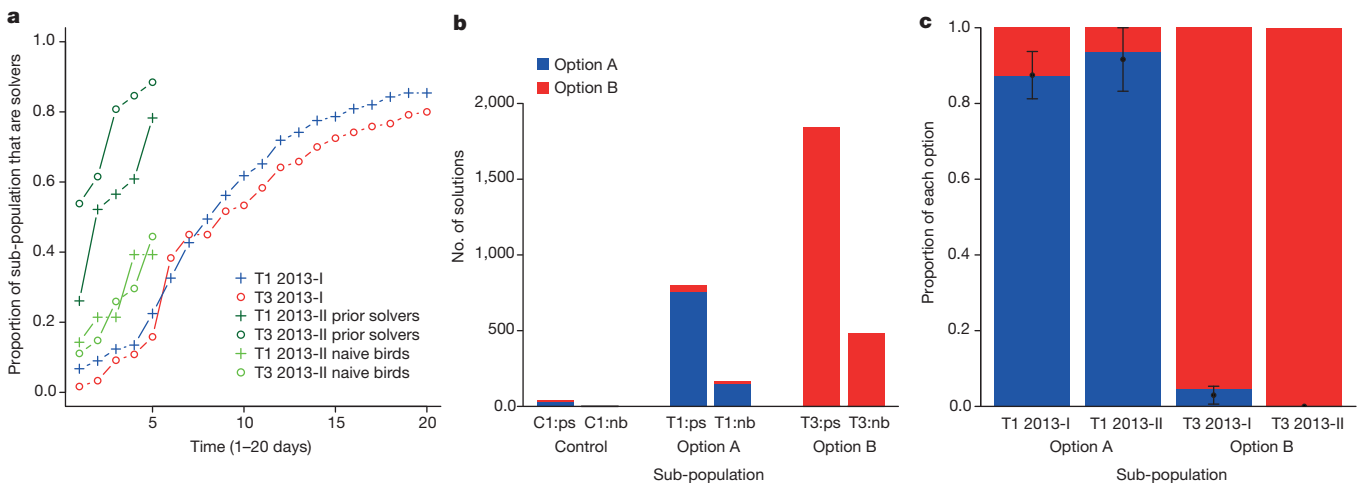 a
Proportion of sub-population that are solvers
1.0
0.8
0.6
0.4
0.2
0.0
0
5
10
15
20
Time (1–20 days)
T1 2013-I
T3 2013-I
T1 2013-II prior solvers
T3 2013-II prior solvers
T1 2013-II naive birds
T3 2013-II naive birds
b
Option A
Option B
No. of solutions
2,000
1,500
1,000
500
0.0
C1:ps C1:nb T1:ps T1:nb T3:ps T3:nb
Control Option A Option B
Sub-population
c
Proportion of each option
1.0
0.8
0.6
0.4
0.2
0.0
T1 2013-I T1 2013-II T3 2013-I T3 2013-II
Option A Option B
Sub-population